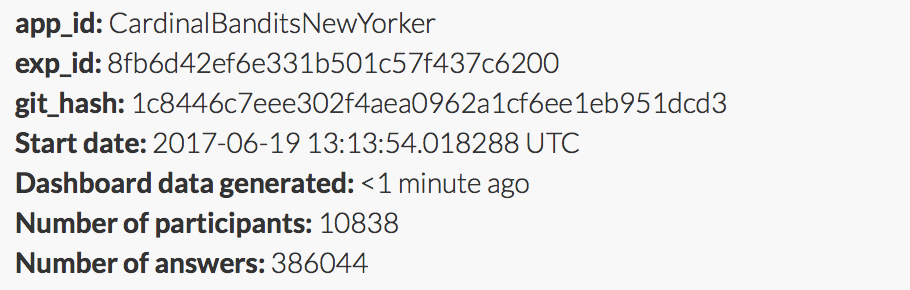 app_id: CardinalBanditsNewYorker
exp_id: 8fb6d42ef6e331b501c57f437c6200
git_hash: 1c8446c7eee302f4aea0962a1cf6ee1eb951dcd3
Start date: 2017-06-19 13:13:54.018288 UTC
Dashboard data generated: <1 minute ago
Number of participants: 10838
Number of answers: 386044